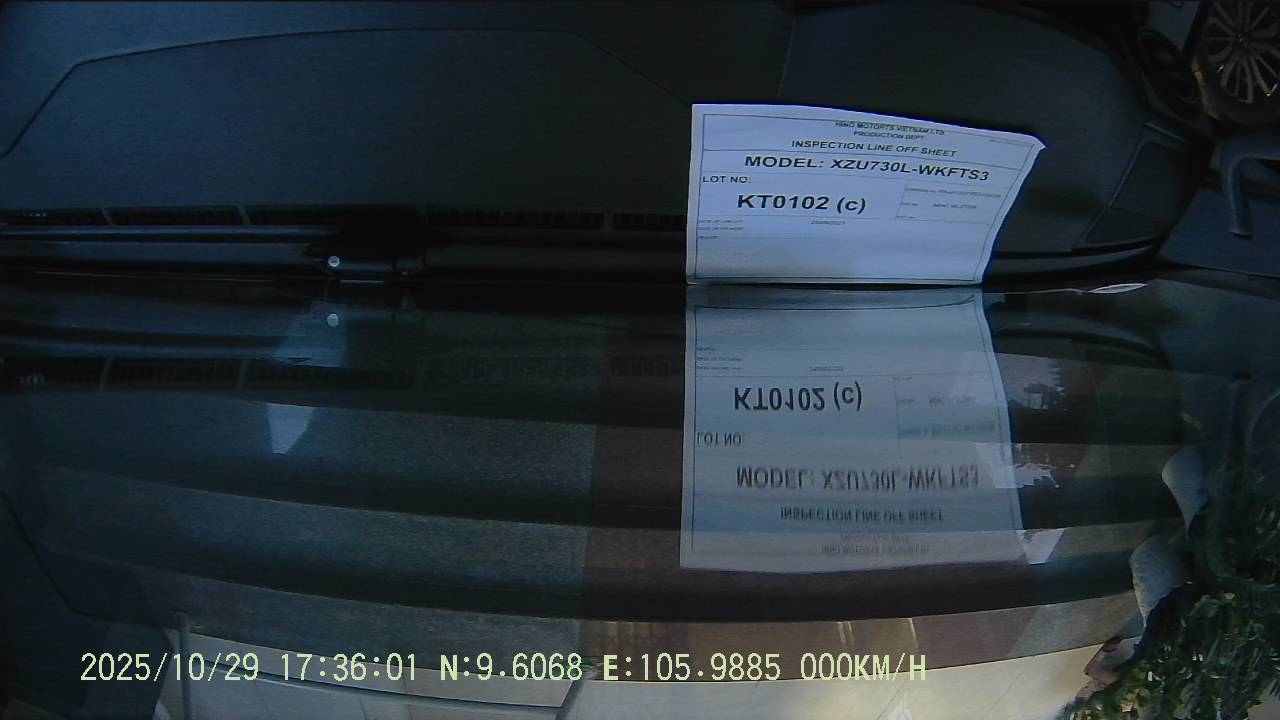 HINO MOTORTS VIETNAM.LTD.
PRODUCTION DEPT
INSPECTION LINE OFF SHEET
MODEL: XZU730L-WKFTS3
LOT NO:
KT0102 (c)
2025/10/29 17:36:01 N:9.6068 E:105.9885 000KM/H